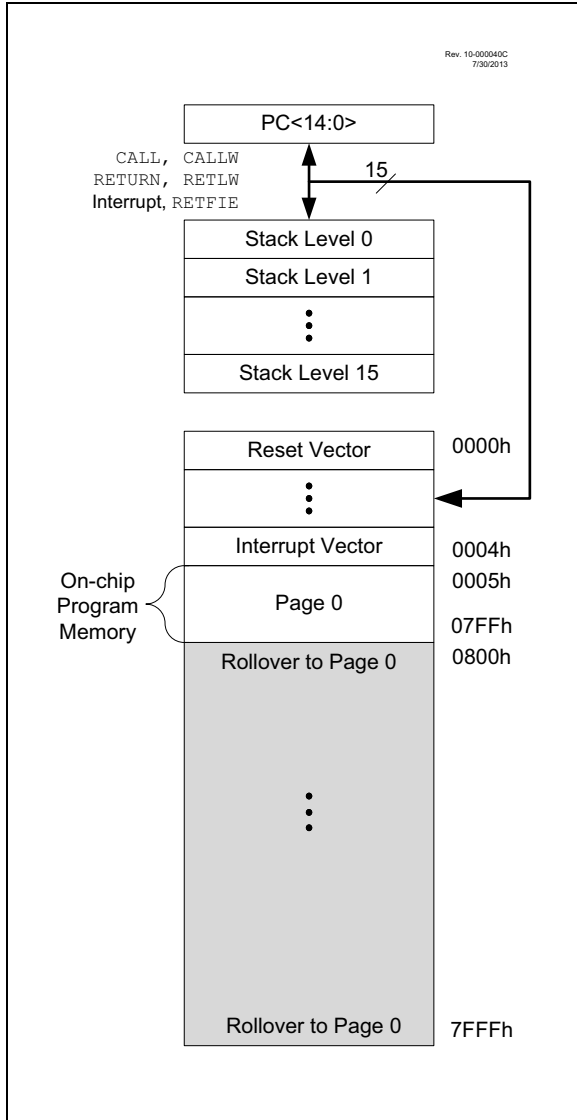 Rev. 10-000040C
7/30/2013
PC<14:0>
CALL, CALLW
RETURN, RETLW
Interrupt, RETFIE
15
Stack Level 0
Stack Level 1
Stack Level 15
Reset Vector
0000h
Interrupt Vector
0004h
On-chip
Program
Memory
Page 0
0005h
07FFh
Rollover to Page 0
0800h
Rollover to Page 0
7FFFh